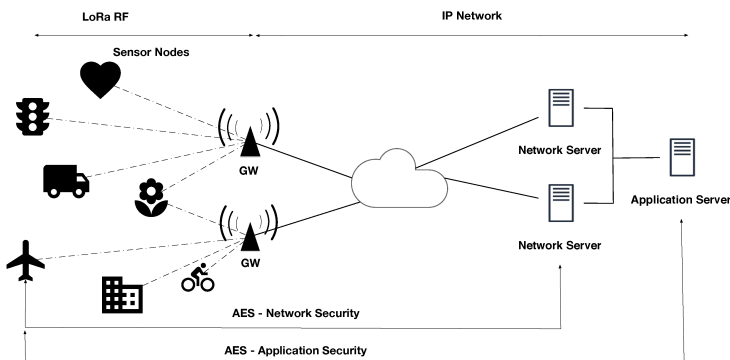 LoRa RF
IP Network
Sensor Nodes
GW
Network Server
Application Server
Network Server
GW
AES - Network Security
AES - Application Security